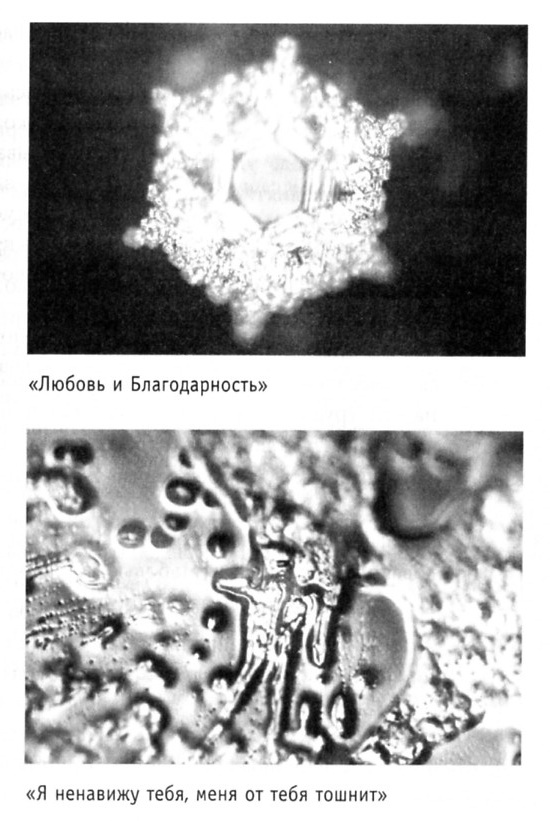 «Любовь и Благодарность»
«Я ненавижу тебя, меня от тебя тошнит»